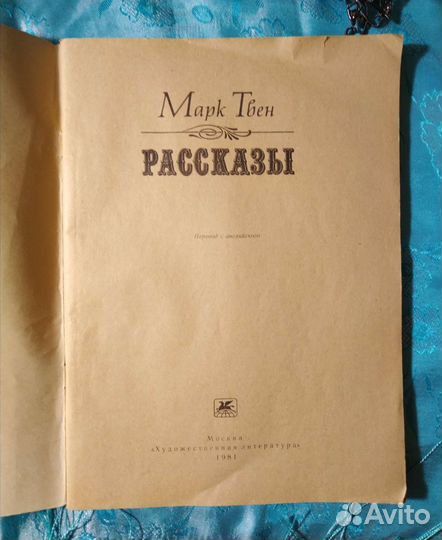 Марк Твен
РАССКАЗЫ
Перевод с английского
Москва
«Художественная литература»
1981
Avito